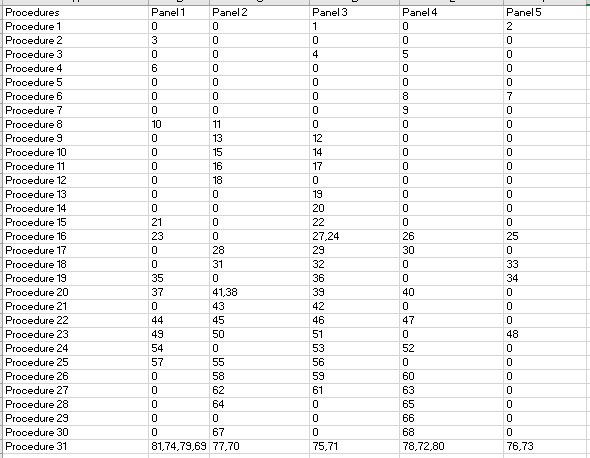 Procedures Panel 1 Panel 2 Panel 3 Panel 4 Panel 5
Procedure 1 0 0 1 0 2
Procedure 2 3 0 0 0 0
Procedure 3 0 0 4 5 0
Procedure 4 6 0 0 0 0
Procedure 5 0 0 0 0 0
Procedure 6 0 0 0 8 7
Procedure 7 0 0 0 9 0
Procedure 8 10 11 0 0 0
Procedure 9 0 13 12 0 0
Procedure 10 0 15 14 0 0
Procedure 11 0 16 17 0 0
Procedure 12 0 18 0 0 0
Procedure 13 0 0 19 0 0
Procedure 14 0 0 20 0 0
Procedure 15 21 0 22 0 0
Procedure 16 23 0 27,24 26 25
Procedure 17 0 28 29 30 0
Procedure 18 0 31 32 0 33
Procedure 19 35 0 36 0 34
Procedure 20 37 41,38 39 40 0
Procedure 21 0 43 42 0 0
Procedure 22 44 45 46 47 0
Procedure 23 49 50 51 0 48
Procedure 24 54 0 53 52 0
Procedure 25 57 55 56 0 0
Procedure 26 0 58 59 60 0
Procedure 27 0 62 61 63 0
Procedure 28 0 64 0 65 0
Procedure 29 0 0 0 66 0
Procedure 30 0 67 0 68 0
Procedure 31 81,74,79,69 77,70 75,71 78,72,80 76,73